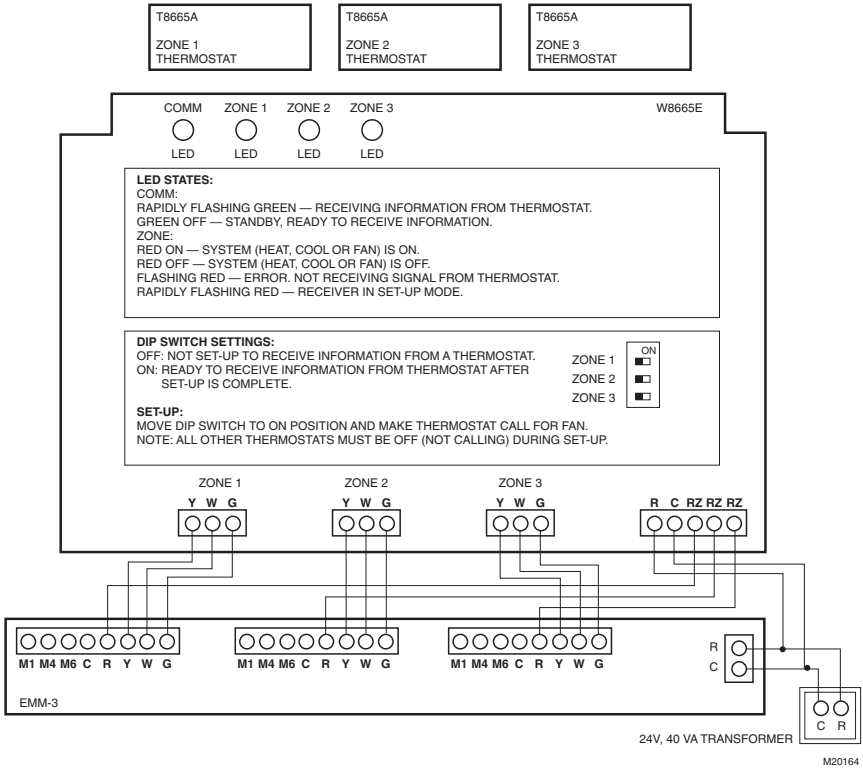 T8665A
ZONE 1
THERMOSTAT
T8665A
ZONE 2
THERMOSTAT
T8665A
ZONE 3
THERMOSTAT
COMM ZONE 1 ZONE 2 ZONE 3 W8665E
LED LED LED LED
LED STATES:
COMM:
RAPIDLY FLASHING GREEN — RECEIVING INFORMATION FROM THERMOSTAT.
GREEN OFF — STANDBY, READY TO RECEIVE INFORMATION.
ZONE:
RED ON — SYSTEM (HEAT, COOL OR FAN) IS ON.
RED OFF — SYSTEM (HEAT, COOL OR FAN) IS OFF.
FLASHING RED — ERROR. NOT RECEIVING SIGNAL FROM THERMOSTAT.
RAPIDLY FLASHING RED — RECEIVER IN SET-UP MODE.
DIP SWITCH SETTINGS:
OFF: NOT SET-UP TO RECEIVE INFORMATION FROM A THERMOSTAT.
ON: READY TO RECEIVE INFORMATION FROM THERMOSTAT AFTER
SET-UP IS COMPLETE.
ON
ZONE 1
ZONE 2
ZONE 3
SET-UP:
MOVE DIP SWITCH TO ON POSITION AND MAKE THERMOSTAT CALL FOR FAN.
NOTE: ALL OTHER THERMOSTATS MUST BE OFF (NOT CALLING) DURING SET-UP.
ZONE 1 ZONE 2 ZONE 3
Y W G Y W G Y W G R C RZ RZ RZ
M1 M4 M6 C R Y W G M1 M4 M6 C R Y W G M1 M4 M6 C R Y W G
R
C
EMM-3
C R
24V, 40 VA TRANSFORMER
M20164